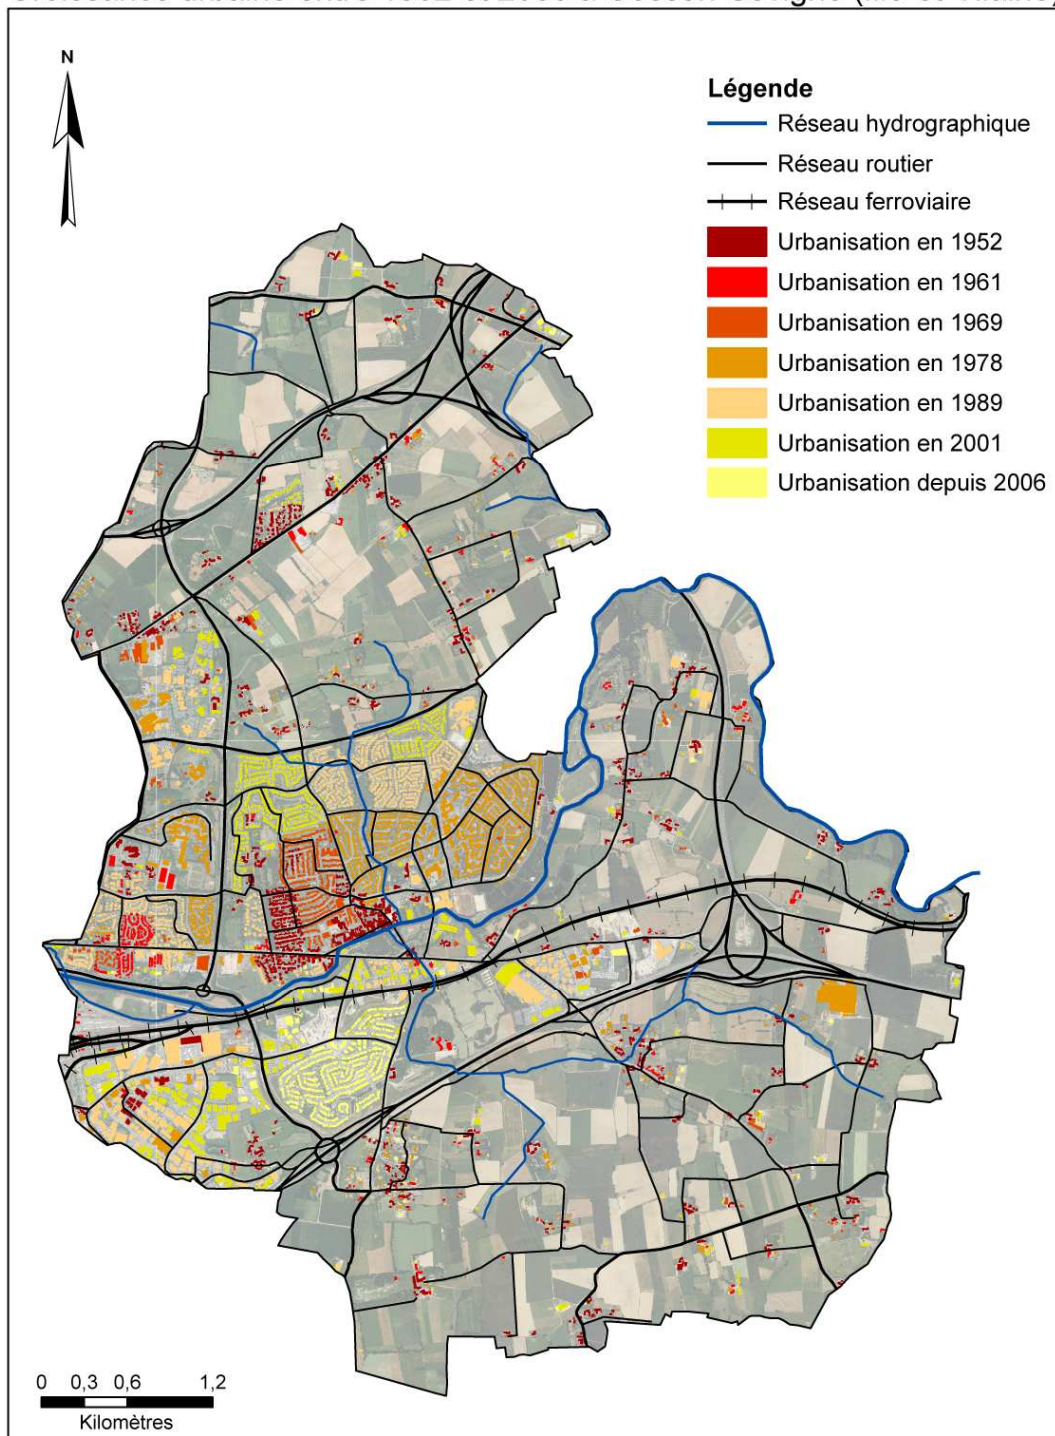 N
Légende
Réseau hydrographique
Réseau routier
Réseau ferroviaire
Urbanisation en 1952
Urbanisation en 1961
Urbanisation en 1969
Urbanisation en 1978
Urbanisation en 1989
Urbanisation en 2001
Urbanisation depuis 2006
0 0,3 0,6 1,2
Kilomètres